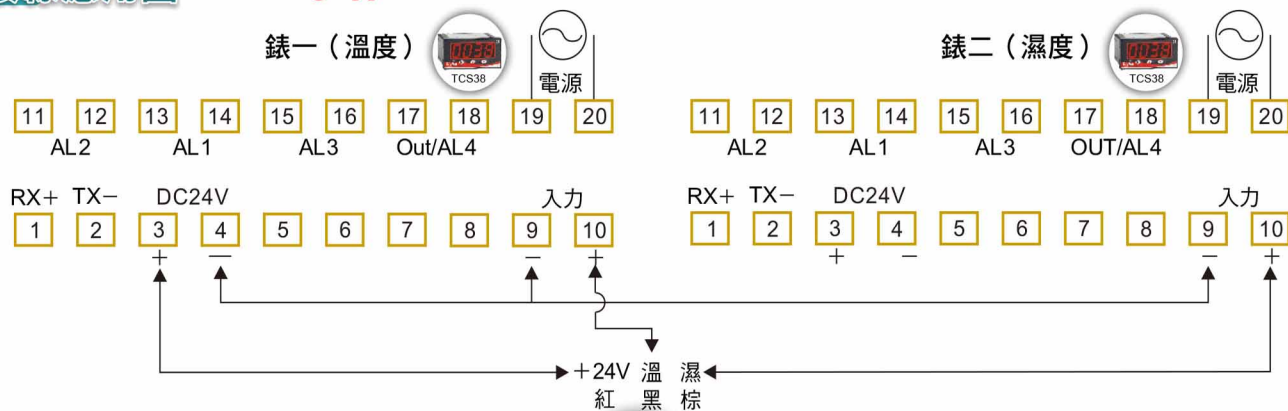 錶一（溫度） TCS38 電源 錶二（濕度） TCS38 電源
11 12 13 14 15 16 17 18 19 20 11 12 13 14 15 16 17 18 19 20
AL2 AL1 AL3 Out/AL4 AL2 AL1 AL3 OUT/AL4
RX+ TX− DC24V 入力 RX+ TX− DC24V 入力
1 2 3 4 5 6 7 8 9 10 1 2 3 4 5 6 7 8 9 10
+ − − + + − − +
+24V 溫 濕
紅 黑 棕